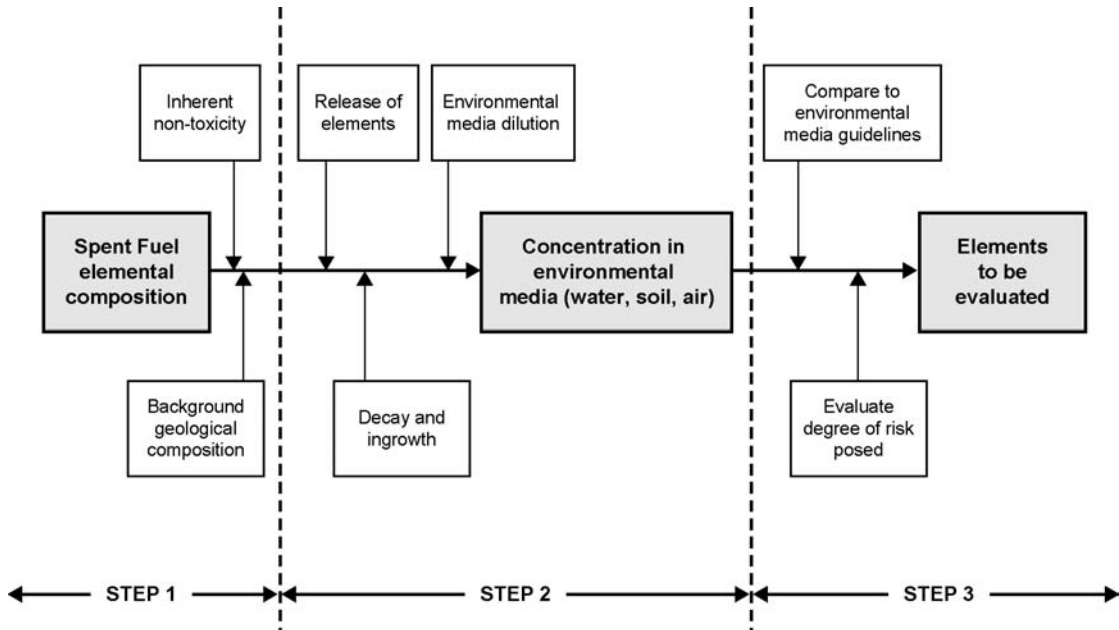 Inherent
non-toxicity
Release of
elements
Environmental
media dilution
Compare to
environmental
media guidelines
Spent Fuel
elemental
composition
Concentration in
environmental
media (water, soil, air)
Elements
to be
evaluated
Background
geological
composition
Decay and
ingrowth
Evaluate
degree of risk
posed
STEP 1
STEP 2
STEP 3